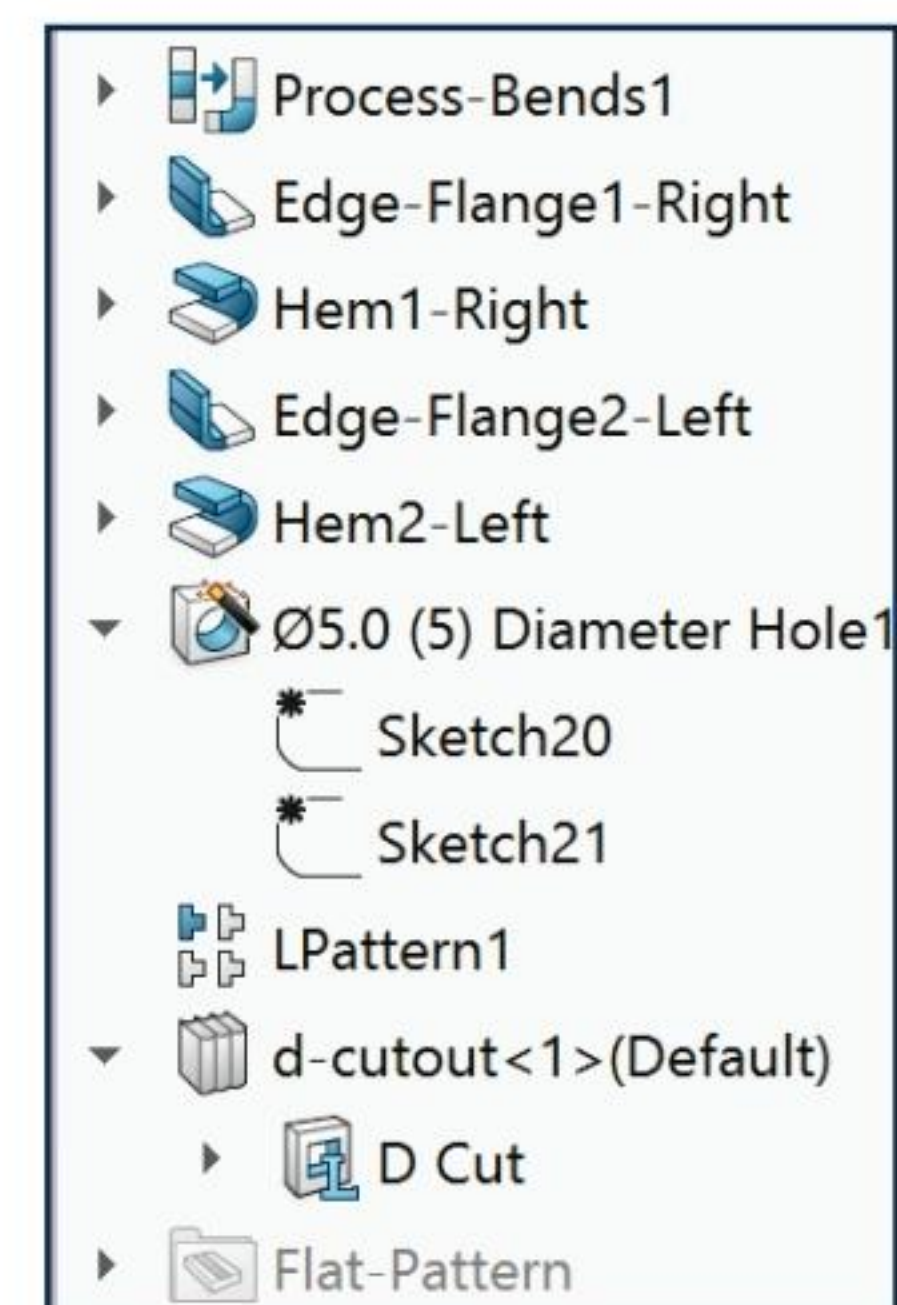 Process-Bends1
Edge-Flange1-Right
Hem1-Right
Edge-Flange2-Left
Hem2-Left
Ø5.0 (5) Diameter Hole1
Sketch20
Sketch21
LPattern1
d-cutout<1>(Default)
D Cut
Flat-Pattern